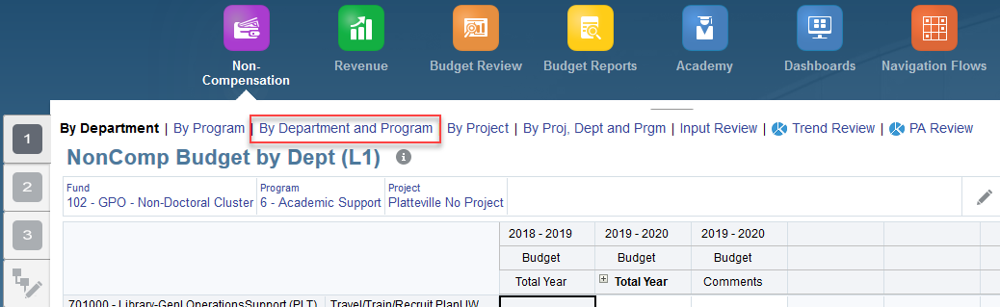 Non-
Compensation
Revenue
Budget Review
Budget Reports
Academy
Dashboards
Navigation Flows
1
2
3
By Department | By Program | By Department and Program By Project | By Proj, Dept and Prgm | Input Review | Trend Review | PA Review
NonComp Budget by Dept (L1)
Fund
102 - GPO - Non-Doctoral Cluster
Program
6 - Academic Support
Project
Platteville No Project
2018 - 2019 2019 - 2020 2019 - 2020
Budget Budget Budget
Total Year Total Year Comments
701000 - Library-Genl OperationsSupport (PLT) Travel/Train/Recruit PlanUW